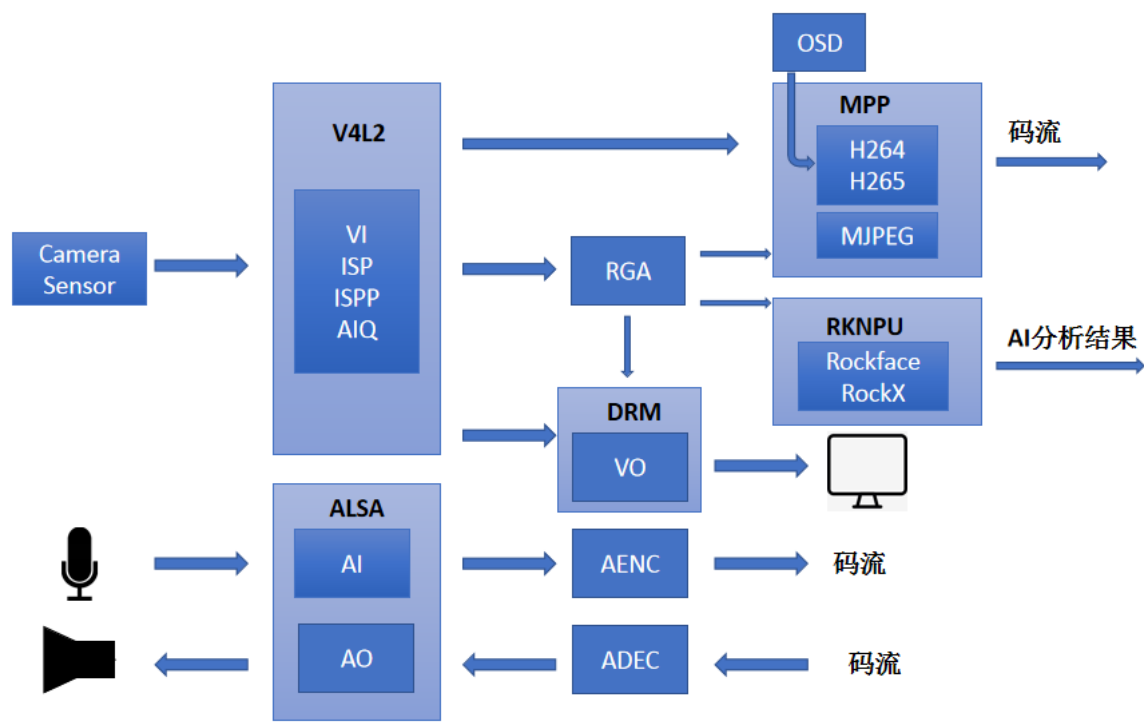 OSD
V4L2
MPP
H264
H265
码流
VI
ISP
ISPP
AIQ
MJPEG
Camera
Sensor
RGA
RKNPU
Rockface
RockX
AI分析结果
DRM
VO
ALSA
AI
AENC
码流
AO
ADEC
码流